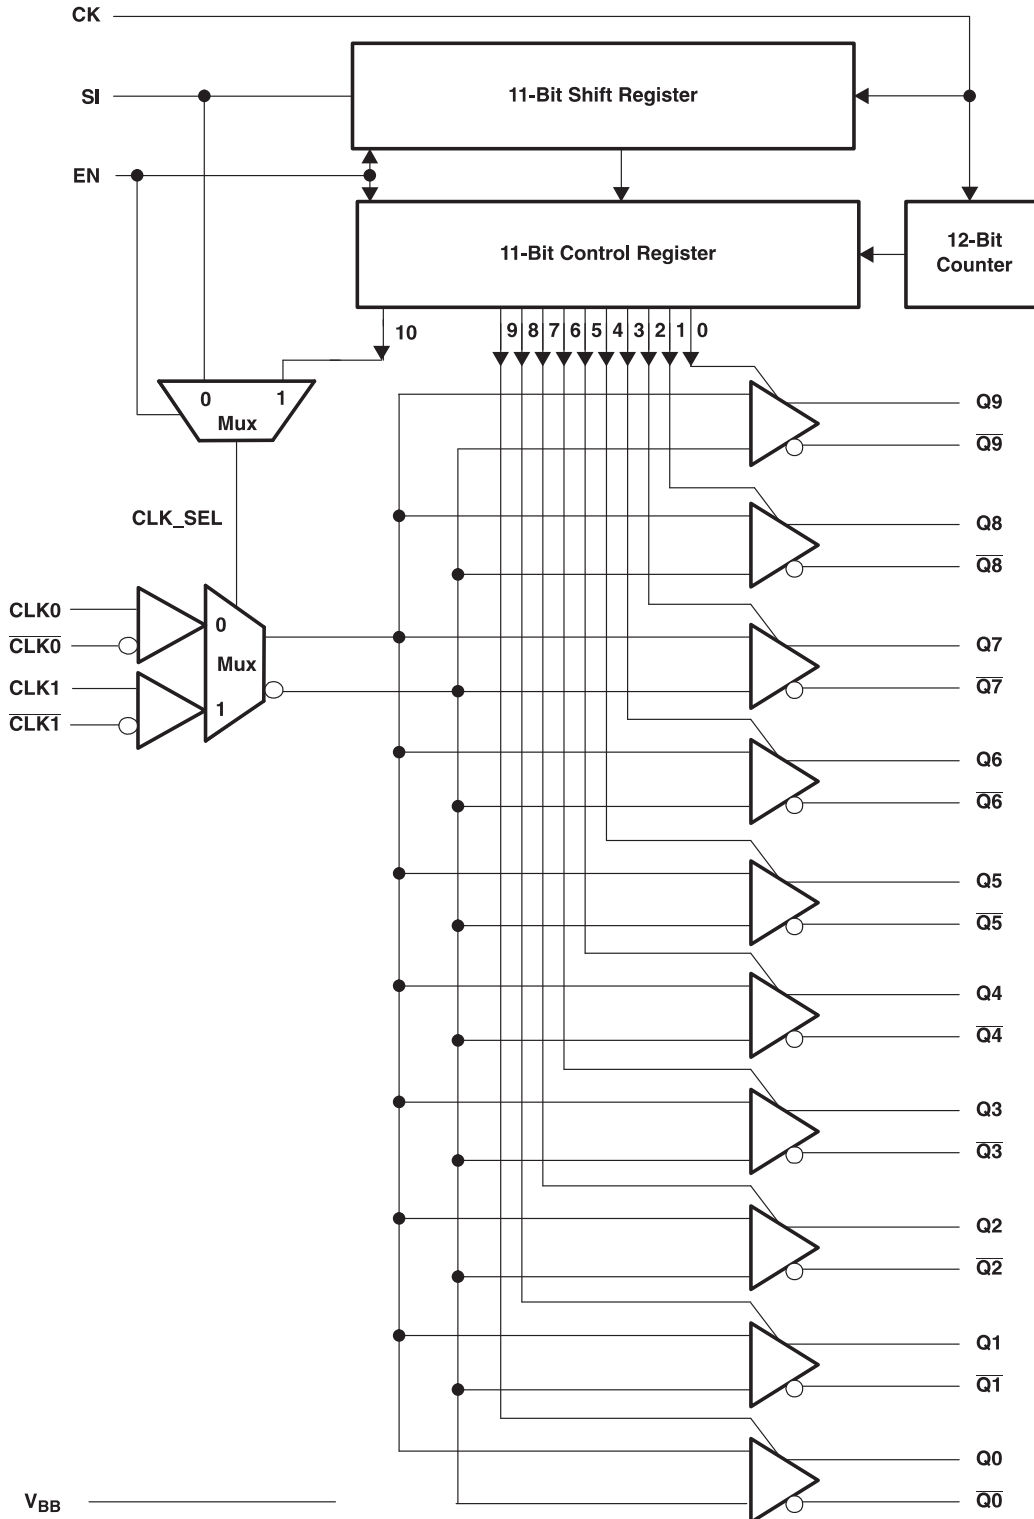 CK
SI
11-Bit Shift Register
EN
11-Bit Control Register
12-Bit
Counter
10
9 8 7 6 5 4 3 2 1 0
0 1
Mux
Q9
Q9
CLK_SEL
Q8
Q8
CLK0
CLK0
CLK1
CLK1
0
Mux
1
Q7
Q7
Q6
Q6
Q5
Q5
Q4
Q4
Q3
Q3
Q2
Q2
Q1
Q1
Q0
Q0
VBB